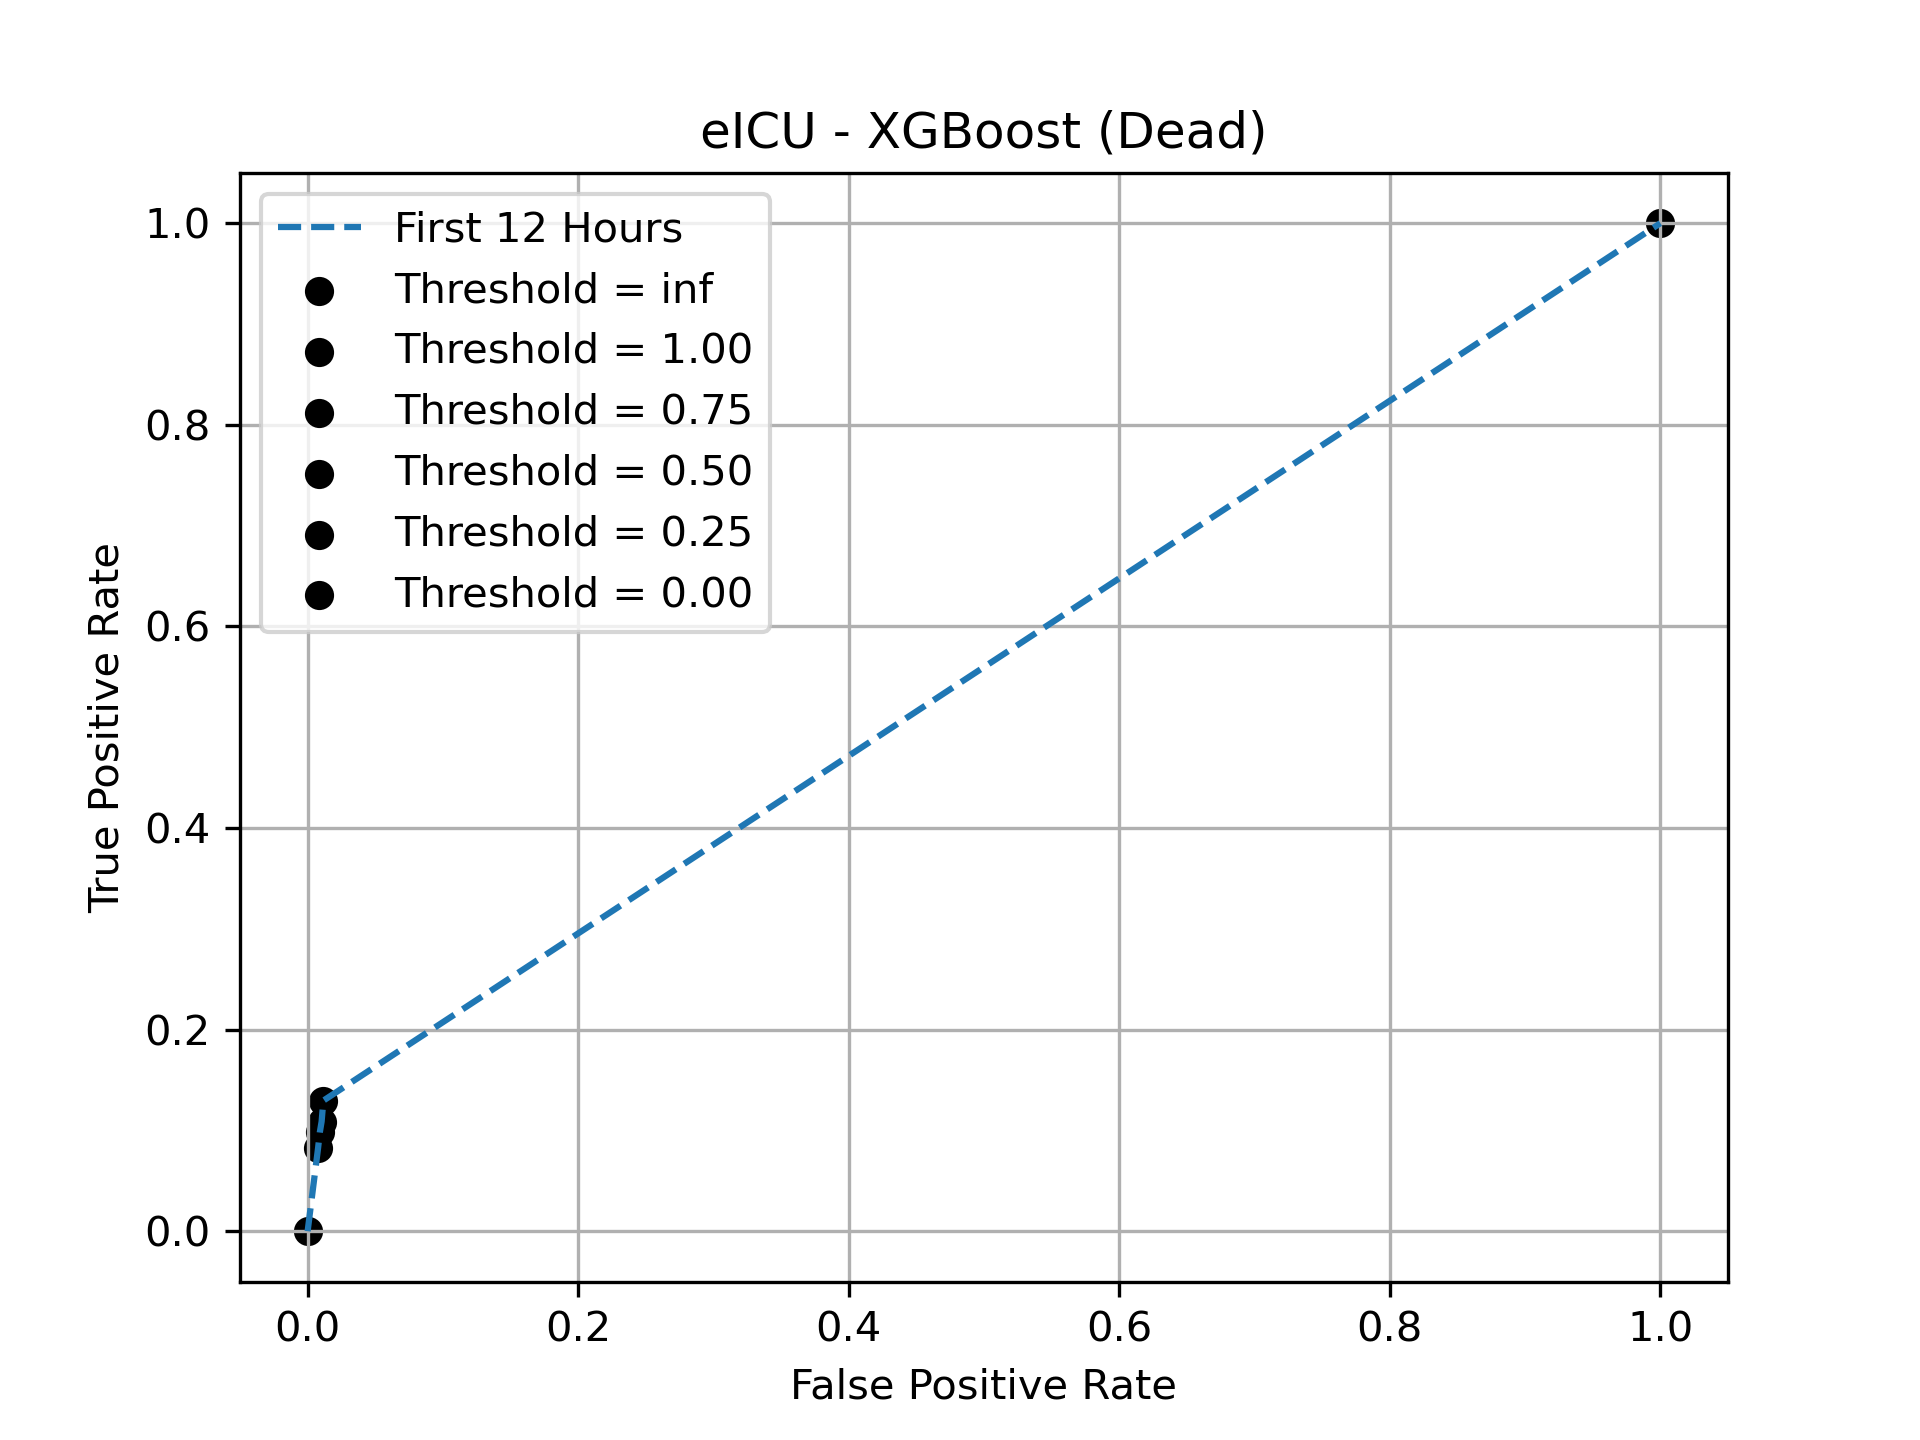 eICU - XGBoost (Dead)
First 12 Hours
Threshold = inf
Threshold = 1.00
Threshold = 0.75
Threshold = 0.50
Threshold = 0.25
Threshold = 0.00
True Positive Rate
1.0
0.8
0.6
0.4
0.2
0.0
0.0 0.2 0.4 0.6 0.8 1.0
False Positive Rate